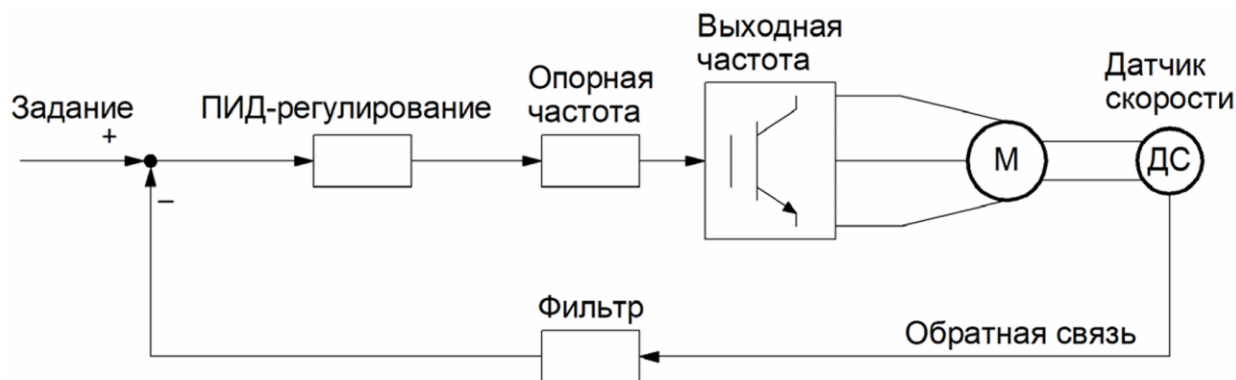 Выходная
частота
Опорная
частота
Датчик
скорости
Задание
+
ПИД-регулирование
–
М
ДС
Фильтр
Обратная связь